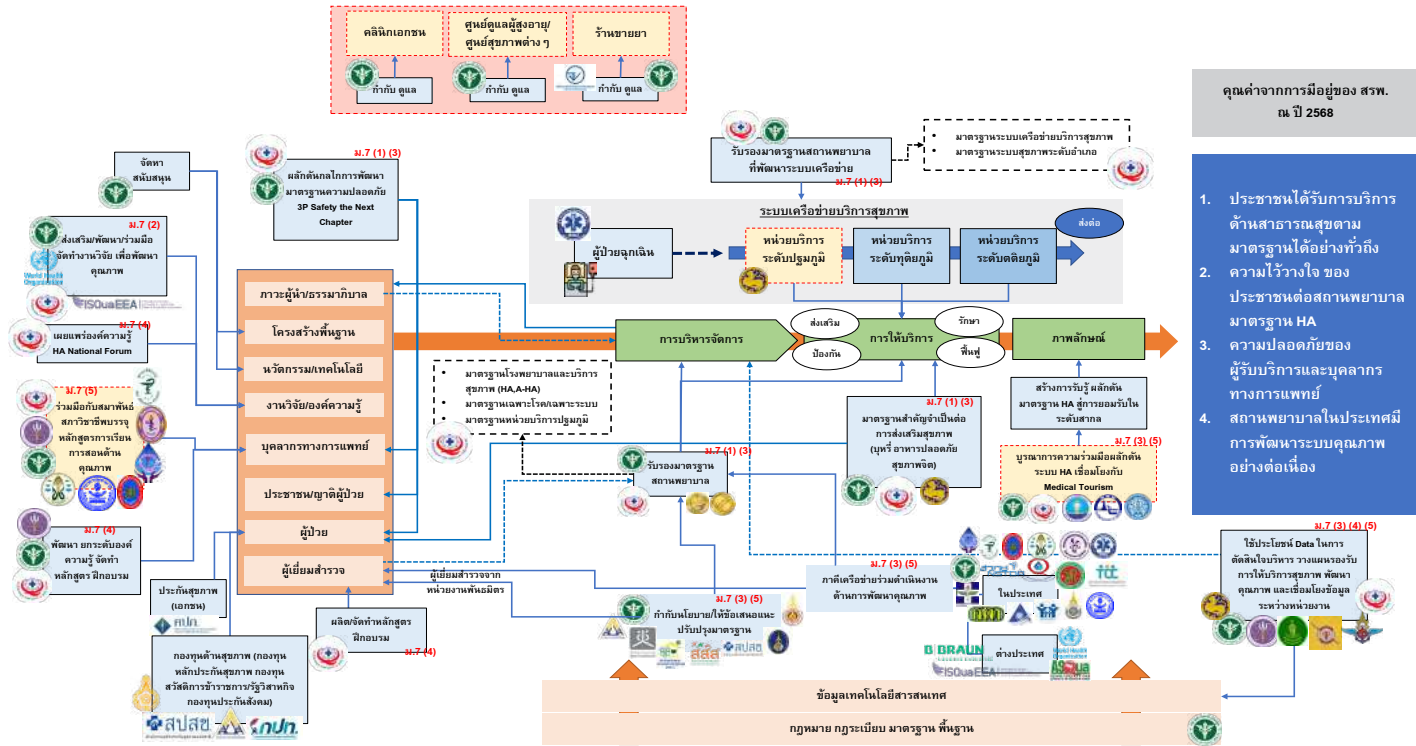 คลินิกเอกชน
ศูนย์ดูแลผู้สูงอายุ/
ศูนย์สุขภาพต่าง ๆ
ร้านขายยา
กำกับ ดูแล
กำกับ ดูแล
กำกับ ดูแล
คุณค่าจากการมีอยู่ของ สรพ.
ณ ปี 2568
1. ประชาชนได้รับการบริการ
ด้านสาธารณสุขตาม
มาตรฐานได้อย่างทั่วถึง
2. ความไว้วางใจ ของ
ประชาชนต่อสถานพยาบาล
มาตรฐาน HA
3. ความปลอดภัยของ
ผู้รับบริการและบุคลากร
ทางการแพทย์
4. สถานพยาบาลในประเทศมี
การพัฒนาระบบคุณภาพ
อย่างต่อเนื่อง
จัดหา
สนับสนุน
ม.7 (1) (3)
ผลักดันกลไกการพัฒนา
มาตรฐานความปลอดภัย
3P Safety the Next
Chapter
รับรองมาตรฐานสถานพยาบาล
ที่พัฒนาระบบเครือข่าย
ม.7 (1) (3)
• มาตรฐานระบบเครือข่ายบริการสุขภาพ
• มาตรฐานระบบสุขภาพระดับอำเภอ
ระบบเครือข่ายบริการสุขภาพ
ผู้ป่วยฉุกเฉิน
หน่วยบริการ
ระดับปฐมภูมิ
หน่วยบริการ
ระดับทุติยภูมิ
หน่วยบริการ
ระดับตติยภูมิ
ส่งต่อ
ม.7 (2)
ส่งเสริม/พัฒนา/ร่วมมือ
จัดทำงานวิจัย เพื่อพัฒนา
คุณภาพ
World Health
Organization
ISQuaEEA
ม.7 (4)
เผยแพร่องค์ความรู้
HA National Forum
ม.7 (5)
ร่วมมือกับสมาพันธ์
สภาวิชาชีพบรรจุ
หลักสูตรการเรียน
การสอนด้าน
คุณภาพ
ม.7 (4)
พัฒนา ยกระดับองค์
ความรู้ จัดทำ
หลักสูตร ฝึกอบรม
ภาวะผู้นำ/ธรรมาภิบาล
โครงสร้างพื้นฐาน
นวัตกรรม/เทคโนโลยี
งานวิจัย/องค์ความรู้
บุคลากรทางการแพทย์
ประชาชน/ญาติผู้ป่วย
ผู้ป่วย
ผู้เยี่ยมสำรวจ
การบริหารจัดการ
ส่งเสริม
ป้องกัน
การให้บริการ
รักษา
ฟื้นฟู
ภาพลักษณ์
• มาตรฐานโรงพยาบาลและบริการ
สุขภาพ (HA,A-HA)
• มาตรฐานเฉพาะโรค/เฉพาะระบบ
• มาตรฐานหน่วยบริการปฐมภูมิ
ม.7 (1) (3)
รับรองมาตรฐาน
สถานพยาบาล
ม.7 (1) (3)
มาตรฐานสำคัญจำเป็นต่อ
การส่งเสริมสุขภาพ
(บุหรี่ อาหารปลอดภัย
สุขภาพจิต)
สร้างการรับรู้ ผลักดัน
มาตรฐาน HA สู่การยอมรับใน
ระดับสากล
ม.7 (3) (5)
บูรณาการความร่วมมือผลักดัน
ระบบ HA เชื่อมโยงกับ
Medical Tourism
ประกันสุขภาพ
(เอกชน)
คปภ.
กองทุนด้านสุขภาพ (กองทุน
หลักประกันสุขภาพ กองทุน
สวัสดิการข้าราชการ/รัฐวิสาหกิจ
กองทุนประกันสังคม)
สปสช
ผลิต/จัดทำหลักสูตร
ฝึกอบรม
ม.7 (4)
ผู้เยี่ยมสำรวจจาก
หน่วยงานพันธมิตร
ม.7 (3) (5)
กำกับนโยบาย/ให้ข้อเสนอแนะ
ปรับปรุงมาตรฐาน
สสส
สปสช
ม.7 (3) (5)
ภาคีเครือข่ายร่วมดำเนินงาน
ด้านการพัฒนาคุณภาพ
ในประเทศ
ต่างประเทศ
B BRAUN
ISQuaEEA
ASQua
ม.7 (3) (4) (5)
ใช้ประโยชน์ Data ในการ
ตัดสินใจบริหาร วางแผนรองรับ
การให้บริการสุขภาพ พัฒนา
คุณภาพ และเชื่อมโยงข้อมูล
ระหว่างหน่วยงาน
ข้อมูลเทคโนโลยีสารสนเทศ
กฎหมาย กฎระเบียบ มาตรฐาน พื้นฐาน